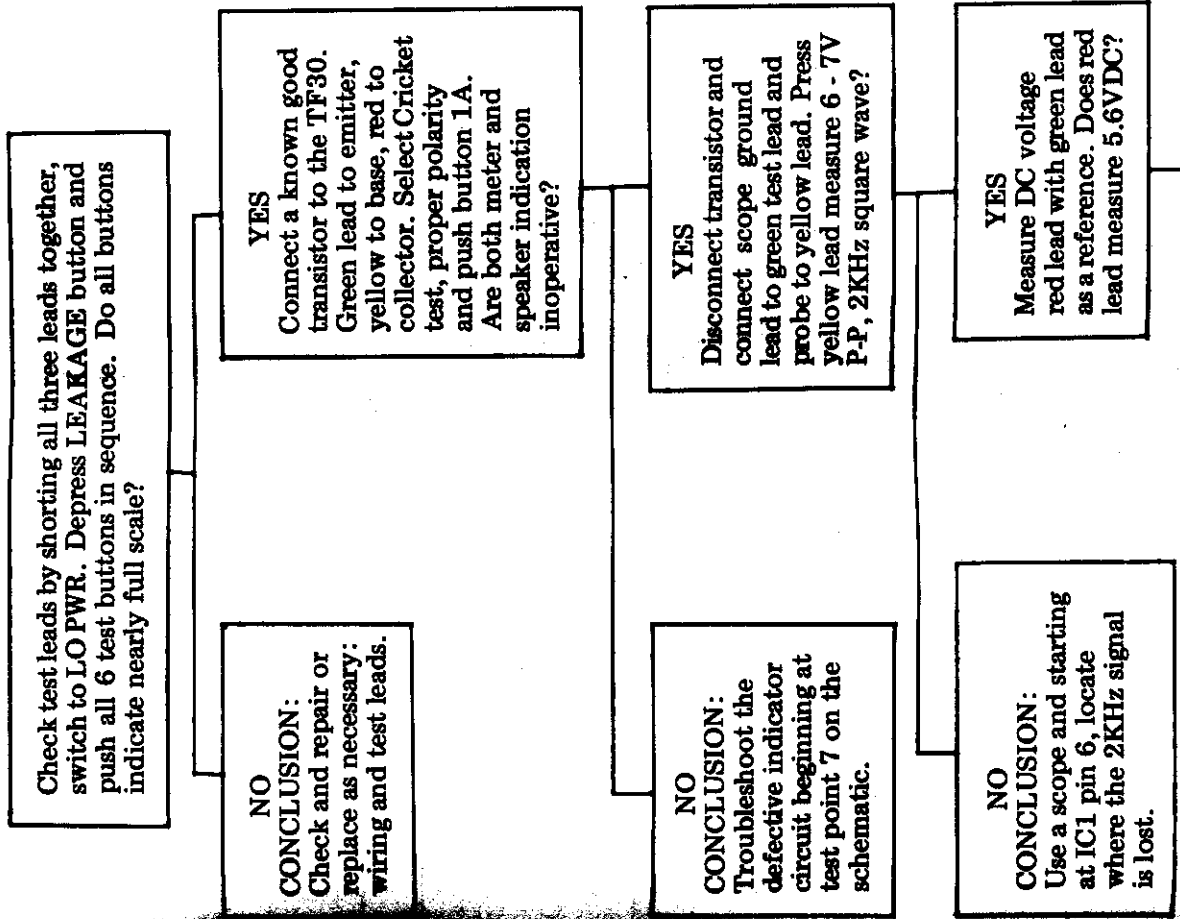 Check test leads by shorting all three leads together,
switch to LO PWR. Depress LEAKAGE button and
push all 6 test buttons in sequence. Do all buttons
indicate nearly full scale?
NO
CONCLUSION:
Check and repair or
replace as necessary:
wiring and test leads.
YES
Connect a known good
transistor to the TF30.
Green lead to emitter,
yellow to base, red to
collector. Select Cricket
test, proper polarity
and push button 1A.
Are both meter and
speaker indication
inoperative?
NO
CONCLUSION:
Troubleshoot the
defective indicator
circuit beginning at
test point 7 on the
schematic.
YES
Disconnect transistor and
connect scope ground
lead to green test lead and
probe to yellow lead. Press
yellow lead measure 6 - 7V
P-P, 2KHz square wave?
NO
CONCLUSION:
Use a scope and starting
at IC1 pin 6, locate
where the 2KHz signal
is lost.
YES
Measure DC voltage
red lead with green lead
as a reference. Does red
lead measure 5.6VDC?